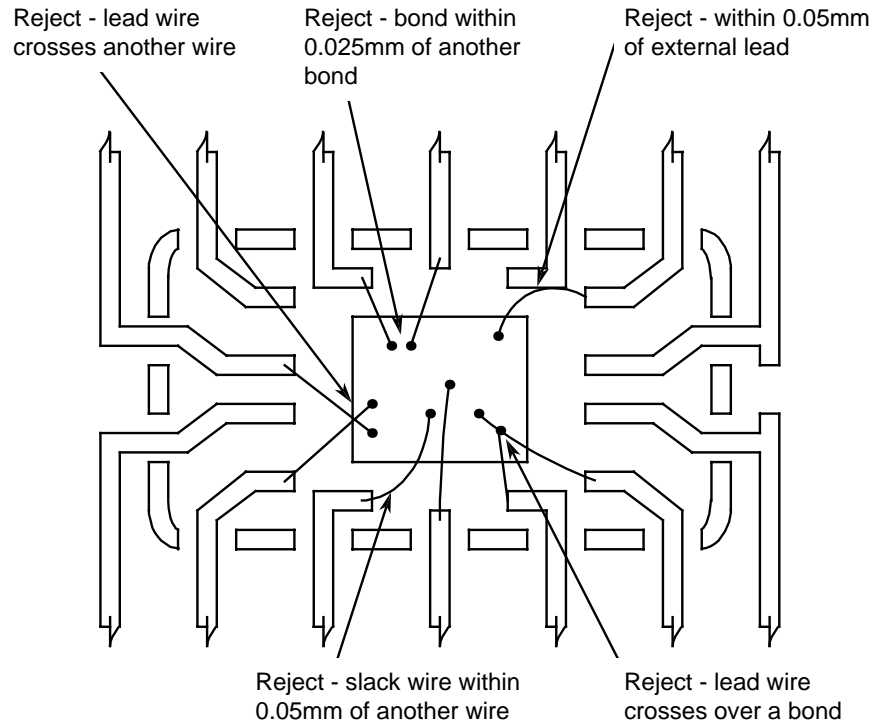 Reject - lead wire
crosses another wire
Reject - bond within
0.025mm of another
bond
Reject - within 0.05mm
of external lead
Reject - slack wire within
0.05mm of another wire
Reject - lead wire
crosses over a bond